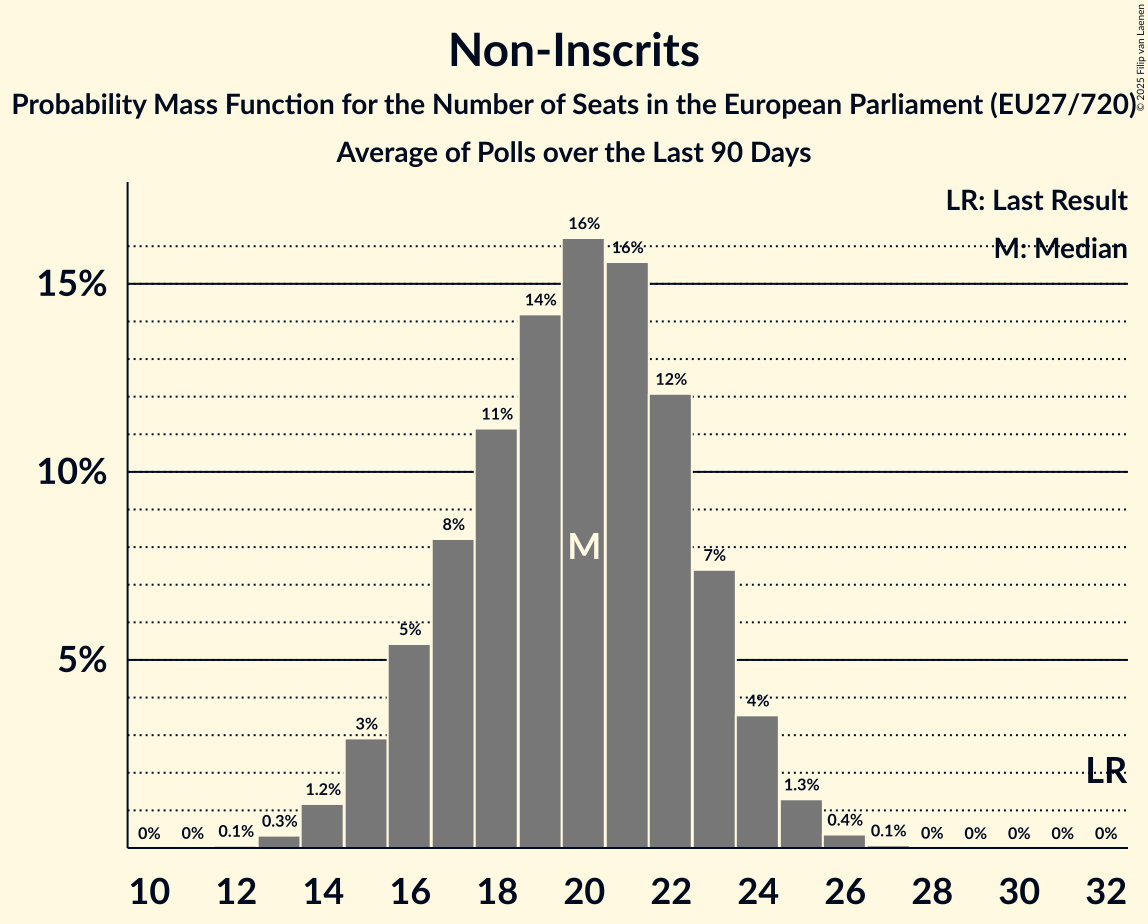 Non-Inscrits
Probability Mass Function for the Number of Seats in the European Parliament (EU27/720)
Average of Polls over the Last 90 Days
© 2025 Filip van Laenen
LR: Last Result
M: Median
15%
10%
5%
0%
0%
0.1%
0.3%
1.2%
3%
5%
8%
11%
14%
16%
16%
12%
7%
4%
1.3%
0.4%
0.1%
0%
0%
0%
0%
0%
M
LR
10 12 14 16 18 20 22 24 26 28 30 32